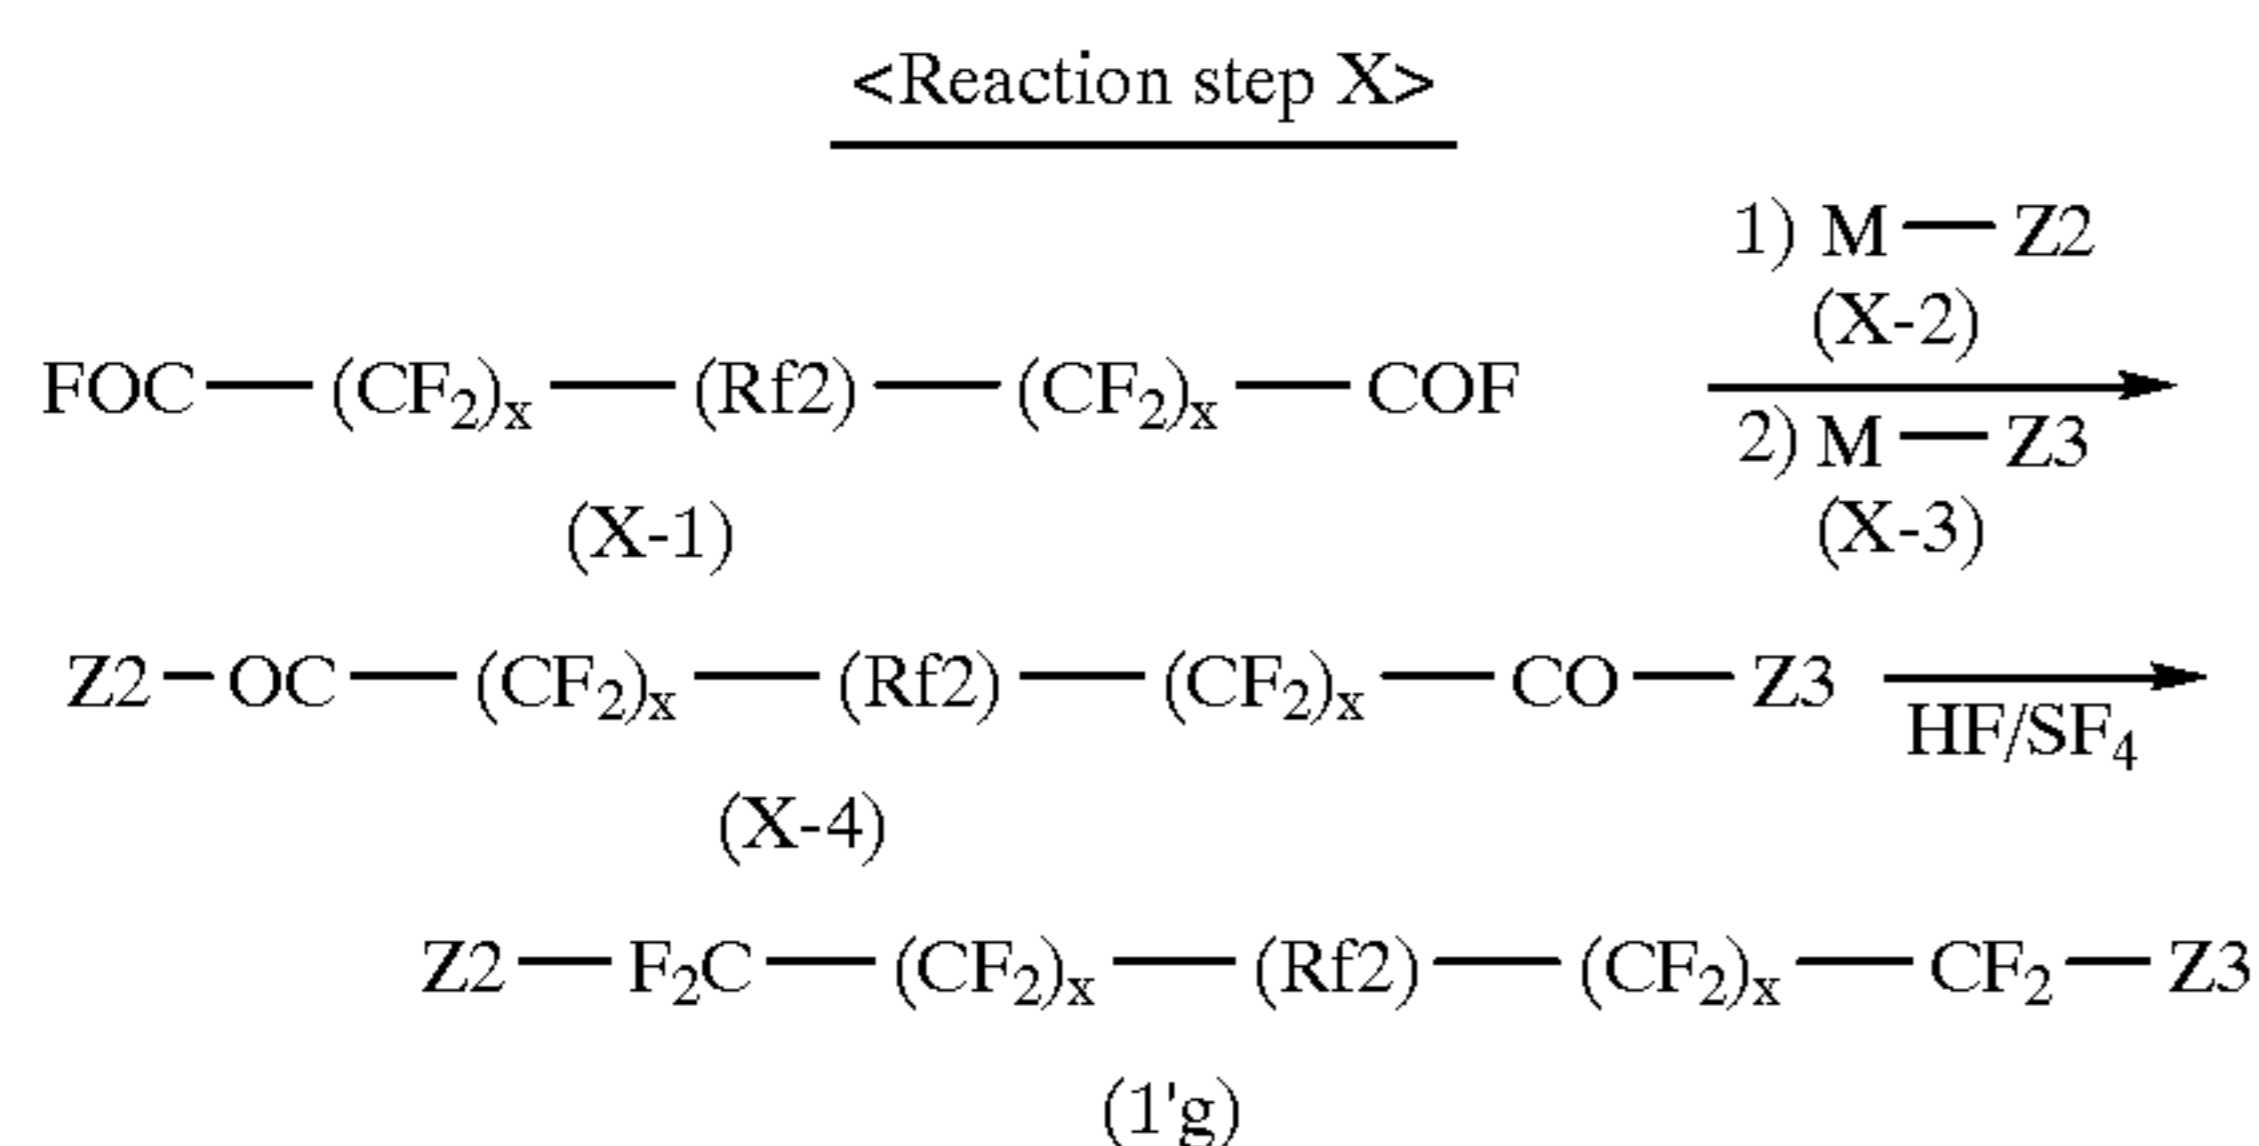 <Reaction step X>
1) M—Z2
(X-2)
FOC—(CF₂)ₓ—(Rf2)—(CF₂)ₓ—COF
2) M—Z3
(X-1)
(X-3)
Z2—OC—(CF₂)ₓ—(Rf2)—(CF₂)ₓ—CO—Z3
HF/SF₄
(X-4)
Z2—F₂C—(CF₂)ₓ—(Rf2)—(CF₂)ₓ—CF₂—Z3
(1'g)